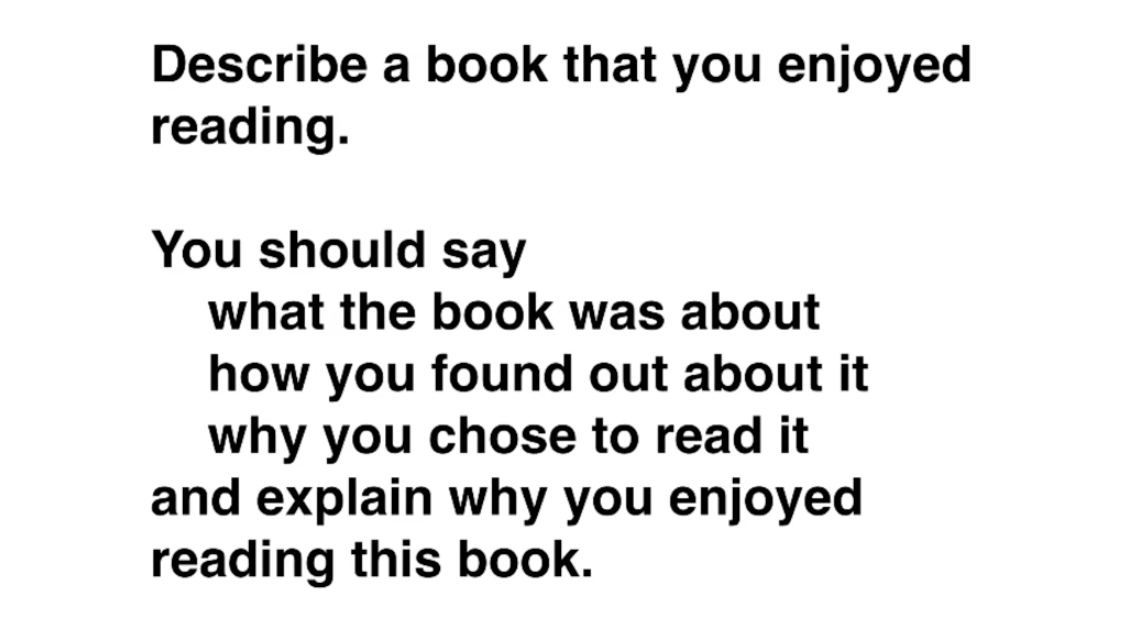 Describe a book that you enjoyed
reading.
You should say
what the book was about
how you found out about it
why you chose to read it
and explain why you enjoyed
reading this book.